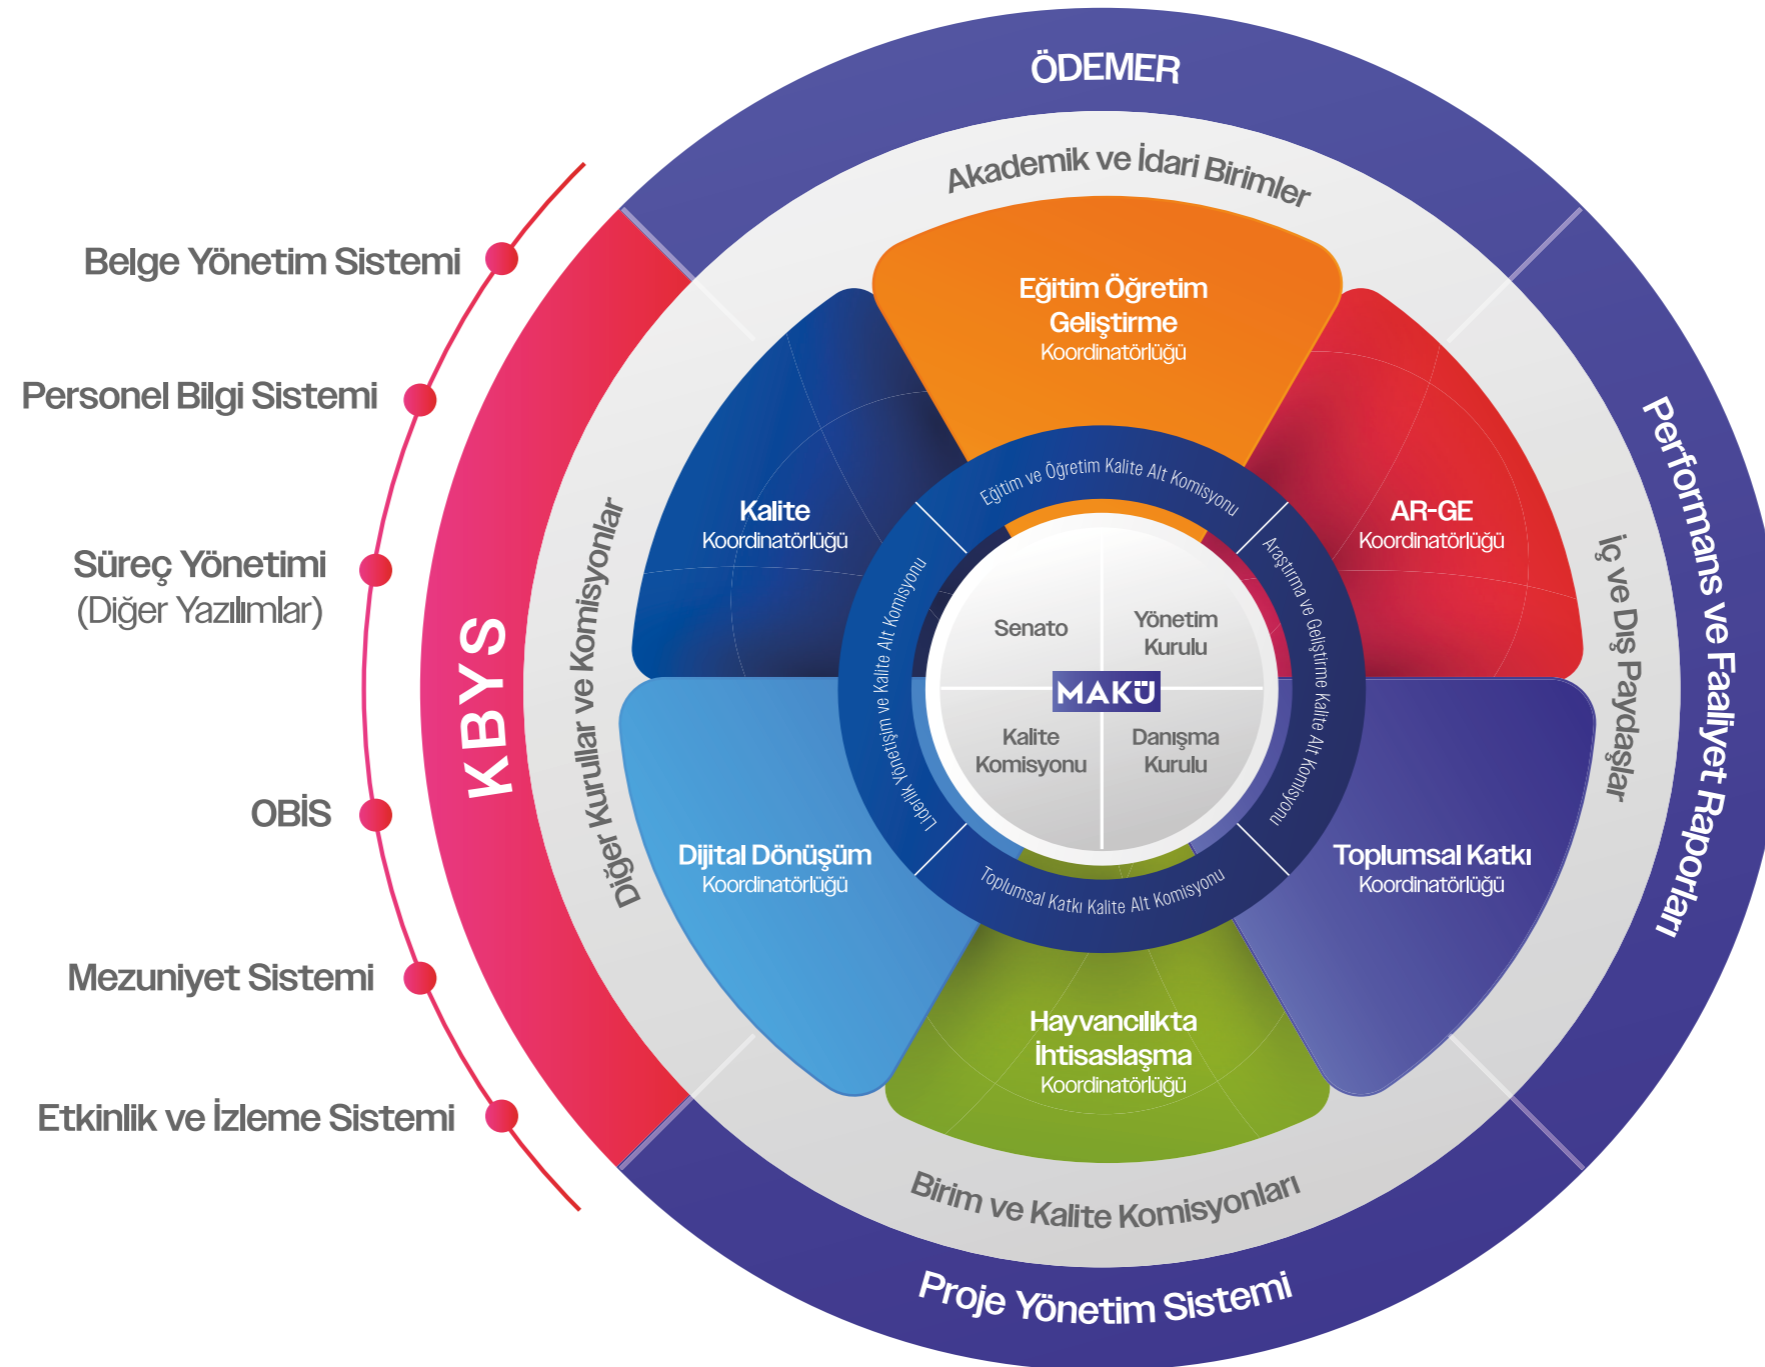 ÖDEMER
Akademik ve İdari Birimler
Eğitim Öğretim
Geliştirme
Koordinatörlüğü
Belge Yönetim Sistemi
Personel Bilgi Sistemi
Süreç Yönetimi
(Diğer Yazılımlar)
OBİS
Mezuniyet Sistemi
Etkinlik ve İzleme Sistemi
KBYS
Diğer Kurullar ve Komisyonlar
Kalite
Koordinatörlüğü
AR-GE
Koordinatörlüğü
İç ve Dış Paydaşlar
Performans ve Faaliyet Raporları
Eğitim ve Öğretim Kalite Alt Komisyonu
Araştırma ve Geliştirme Kalite Alt Komisyonu
Liderlik Yönetişim ve Kalite Alt Komisyonu
Toplumsal Katkı Kalite Alt Komisyonu
Senato
Yönetim
Kurulu
MAKÜ
Kalite
Komisyonu
Danışma
Kurulu
Dijital Dönüşüm
Koordinatörlüğü
Toplumsal Katkı
Koordinatörlüğü
Hayvancılıkta
İhtisaslaşma
Koordinatörlüğü
Birim ve Kalite Komisyonları
Proje Yönetim Sistemi